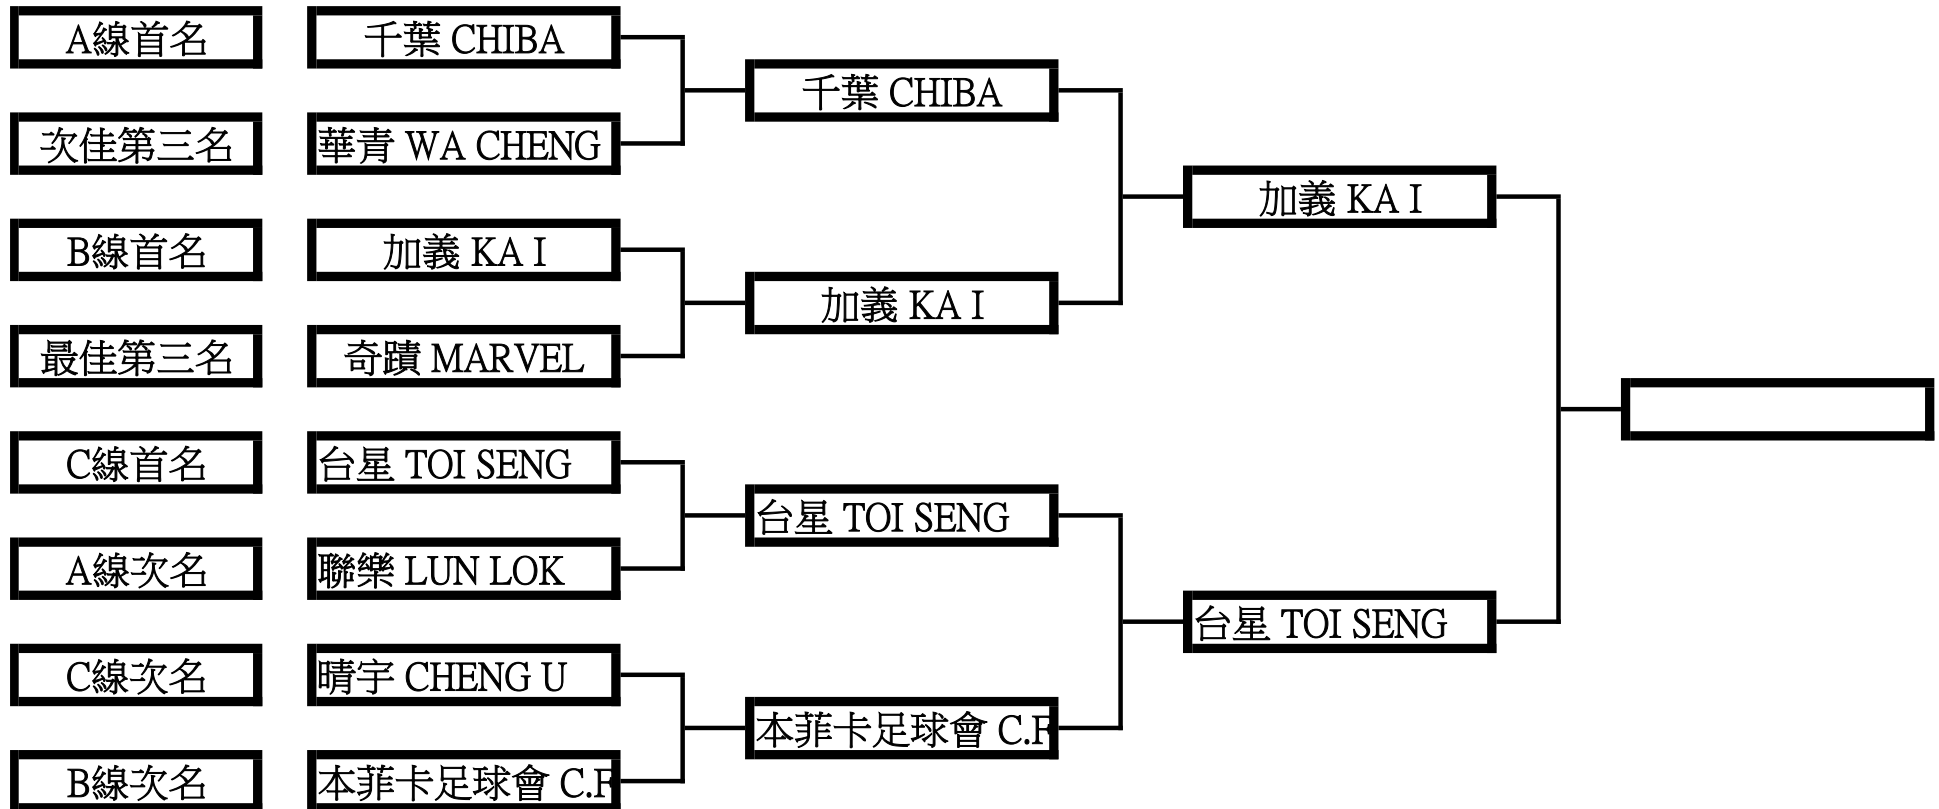 A線首名
千葉 CHIBA
千葉 CHIBA
次佳第三名
華青 WA CHENG
加義 KA I
B線首名
加義 KA I
加義 KA I
最佳第三名
奇蹟 MARVEL
C線首名
台星 TOI SENG
台星 TOI SENG
A線次名
聯樂 LUN LOK
台星 TOI SENG
C線次名
晴宇 CHENG U
本菲卡足球會 C.F
B線次名
本菲卡足球會 C.F